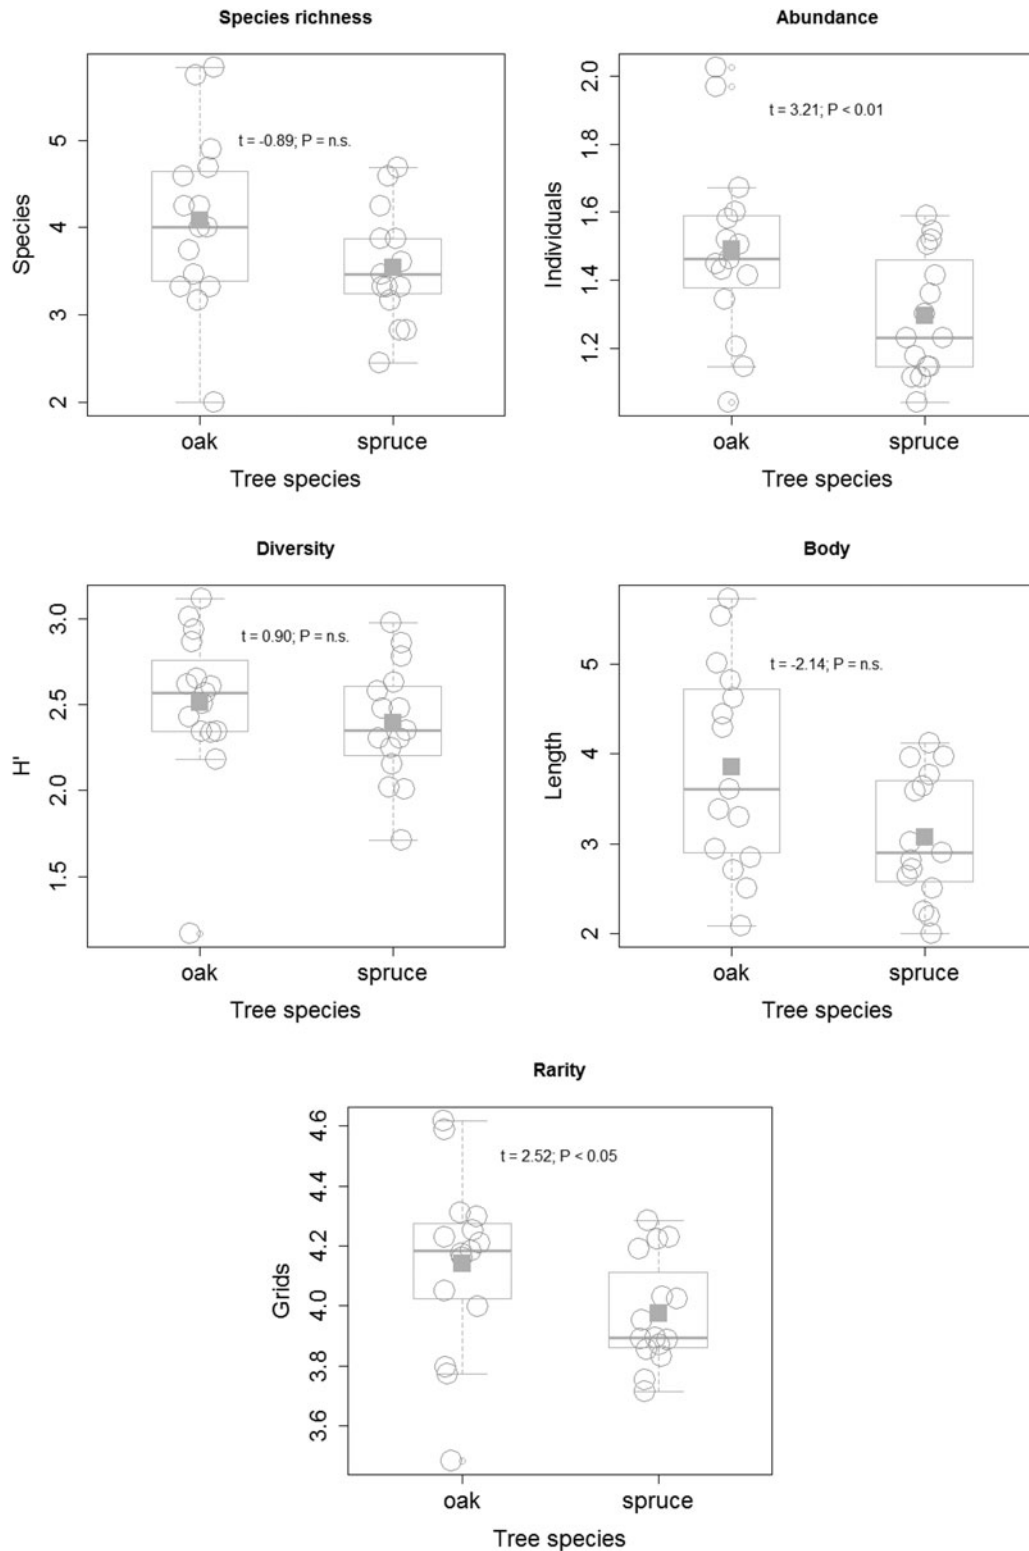 Species richness
Species
5
4
3
2
t = -0.89; P = n.s.
oak spruce
Tree species
Abundance
Individuals
2.0
1.8
1.6
1.4
1.2
t = 3.21; P < 0.01
oak spruce
Tree species
Diversity
H'
3.0
2.5
2.0
1.5
t = 0.90; P = n.s.
oak spruce
Tree species
Body
Length
5
4
3
2
t = -2.14; P = n.s.
oak spruce
Tree species
Rarity
Grids
4.6
4.4
4.2
4.0
3.8
3.6
t = 2.52; P < 0.05
oak spruce
Tree species